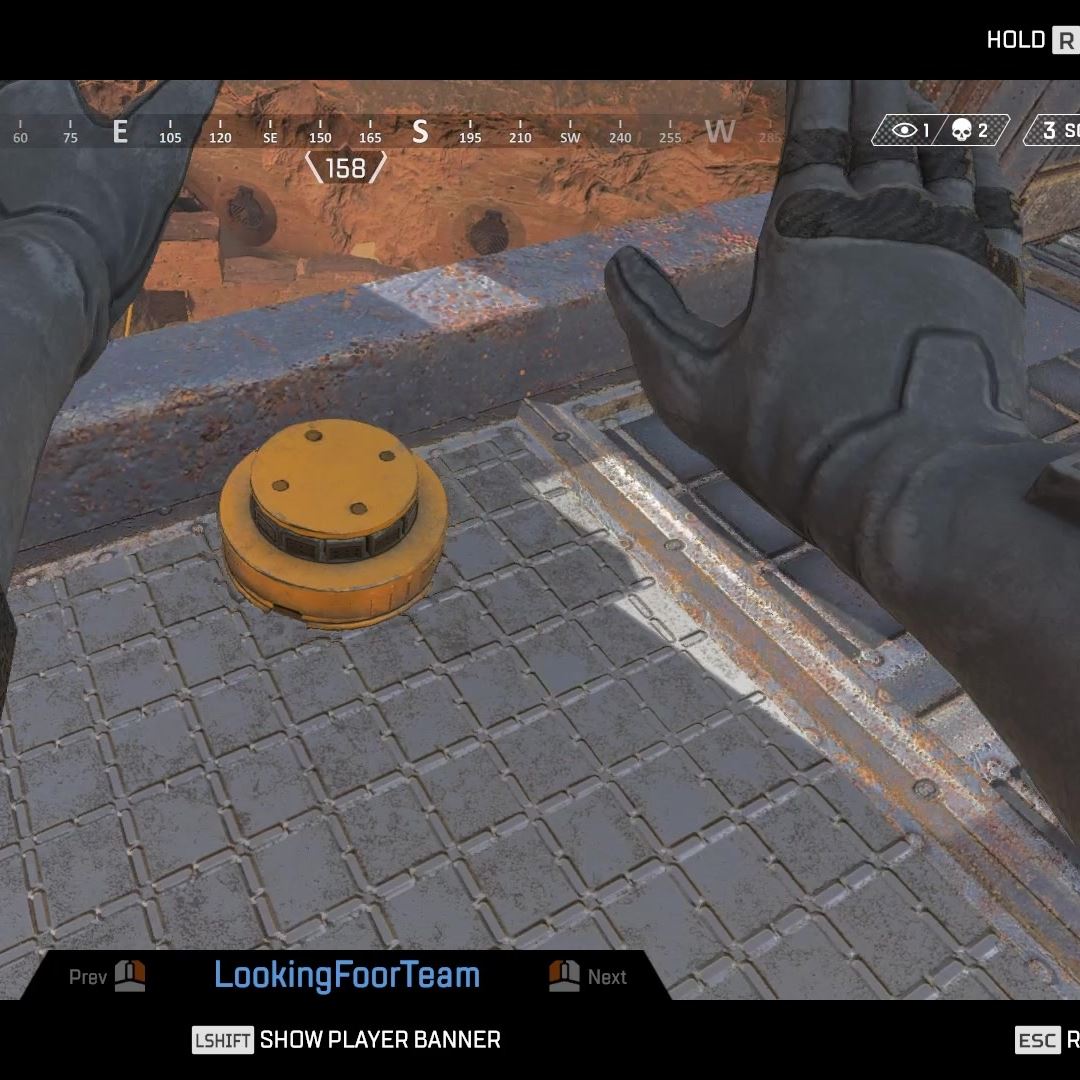 HOLD R
60 75 E 105 120 SE 150 165 S 195 210 SW 240 255 W 285
158
1 2
3
Prev LookingFoorTeam Next
LSHIFT SHOW PLAYER BANNER
ESC